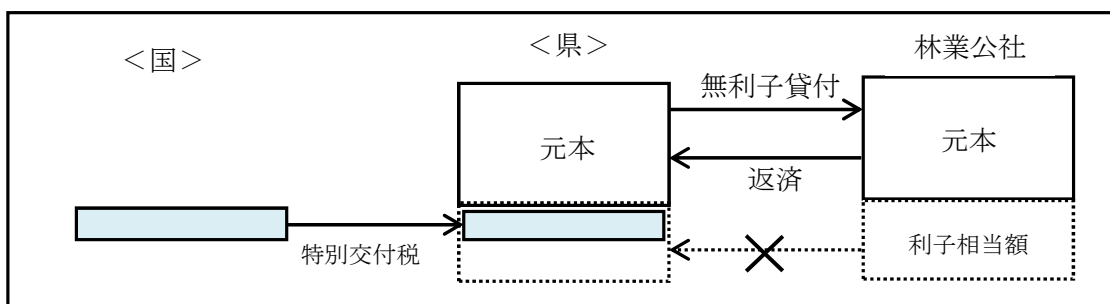 <国>
<県>
林業公社
無利子貸付
元本
元本
返済
特別交付税
利子相当額